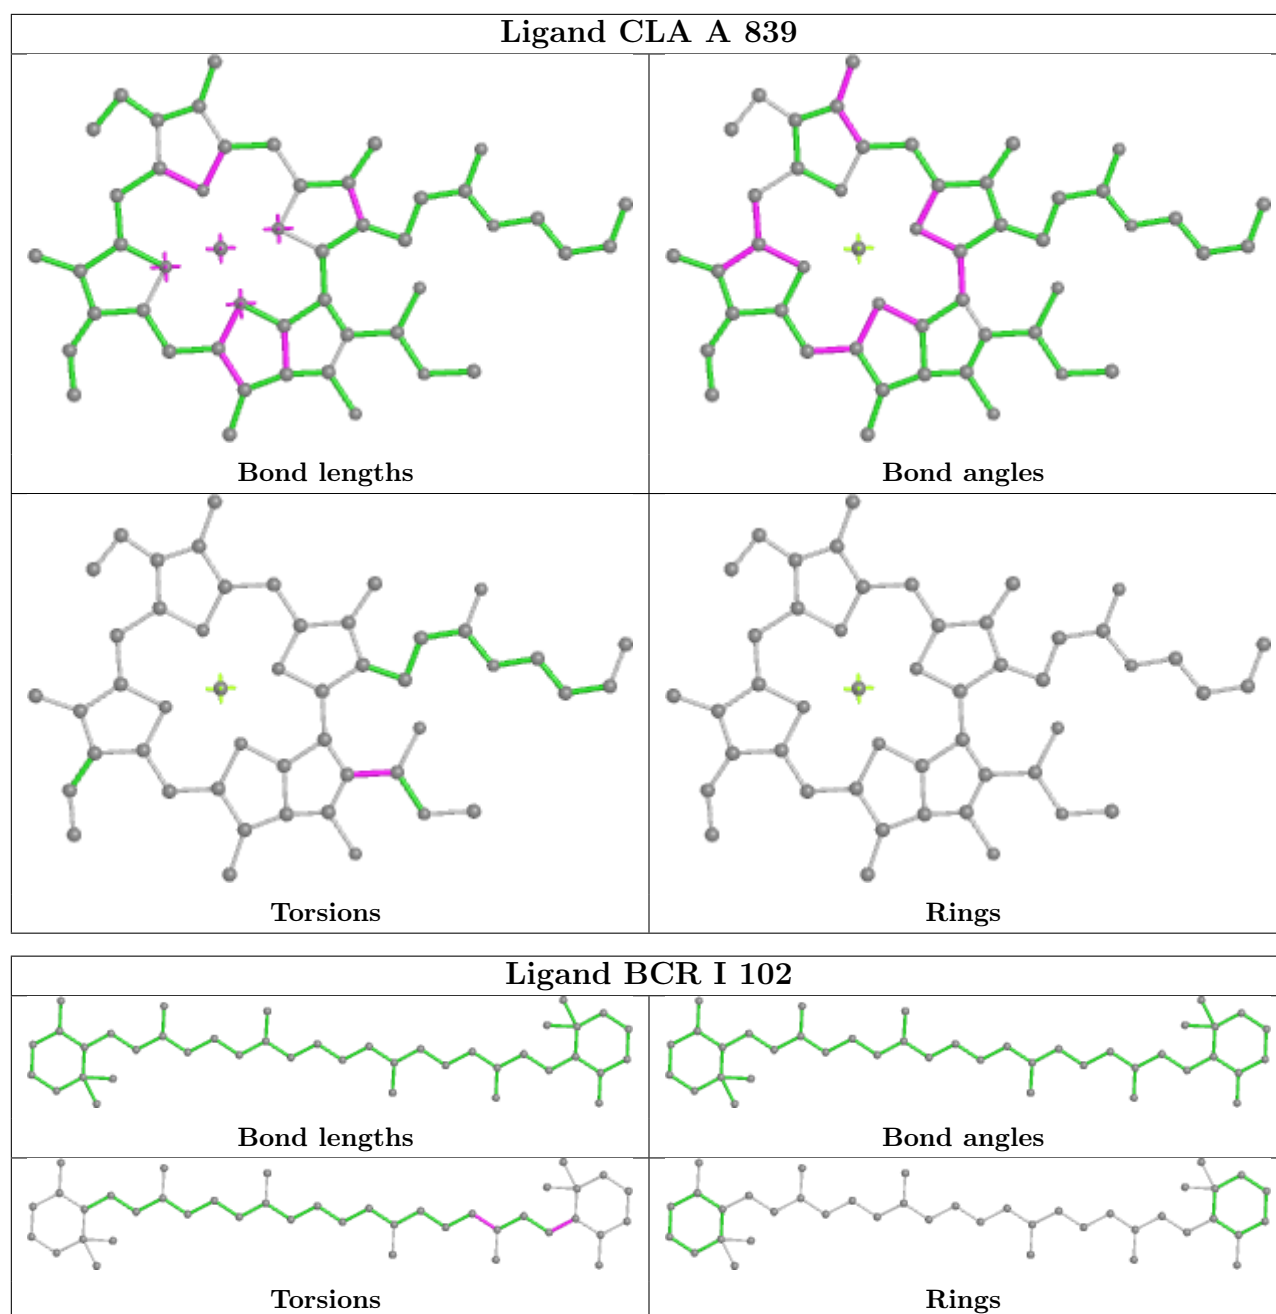 Ligand CLA A 839
Bond lengths
Bond angles
Torsions
Rings
Ligand BCR I 102
Bond lengths
Bond angles
Torsions
Rings